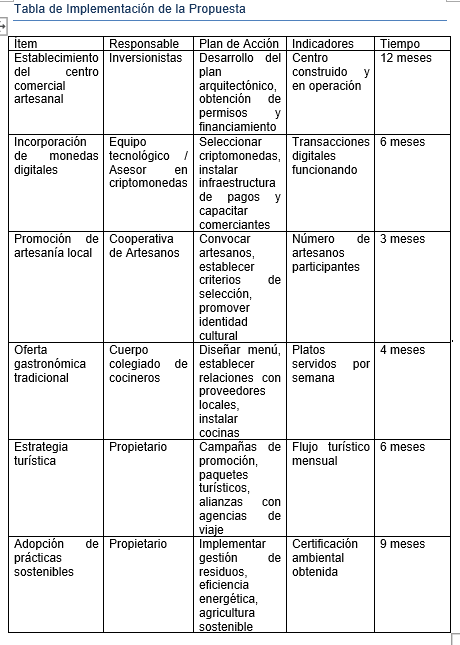 Tabla de Implementación de la Propuesta
Ítem Responsable Plan de Acción Indicadores Tiempo
Establecimiento del centro comercial artesanal Inversionistas Desarrollo del plan arquitectónico, obtención de permisos y financiamiento Centro construido y en operación 12 meses
Incorporación de monedas digitales Equipo tecnológico / Asesor en criptomonedas Seleccionar criptomonedas, instalar infraestructura de pagos y capacitar comerciantes Transacciones digitales funcionando 6 meses
Promoción de artesanía local Cooperativa de Artesanos Convocar artesanos, establecer criterios de selección, promover identidad cultural Número de artesanos participantes 3 meses
Oferta gastronómica tradicional Cuerpo colegiado de cocineros Diseñar menú, establecer relaciones con proveedores locales, instalar cocinas Platos servidos por semana 4 meses
Estrategia turística Propietario Campañas de promoción, paquetes turísticos, alianzas con agencias de viaje Flujo turístico mensual 6 meses
Adopción de prácticas sostenibles Propietario Implementar gestión de residuos, eficiencia energética, agricultura sostenible Certificación ambiental obtenida 9 meses